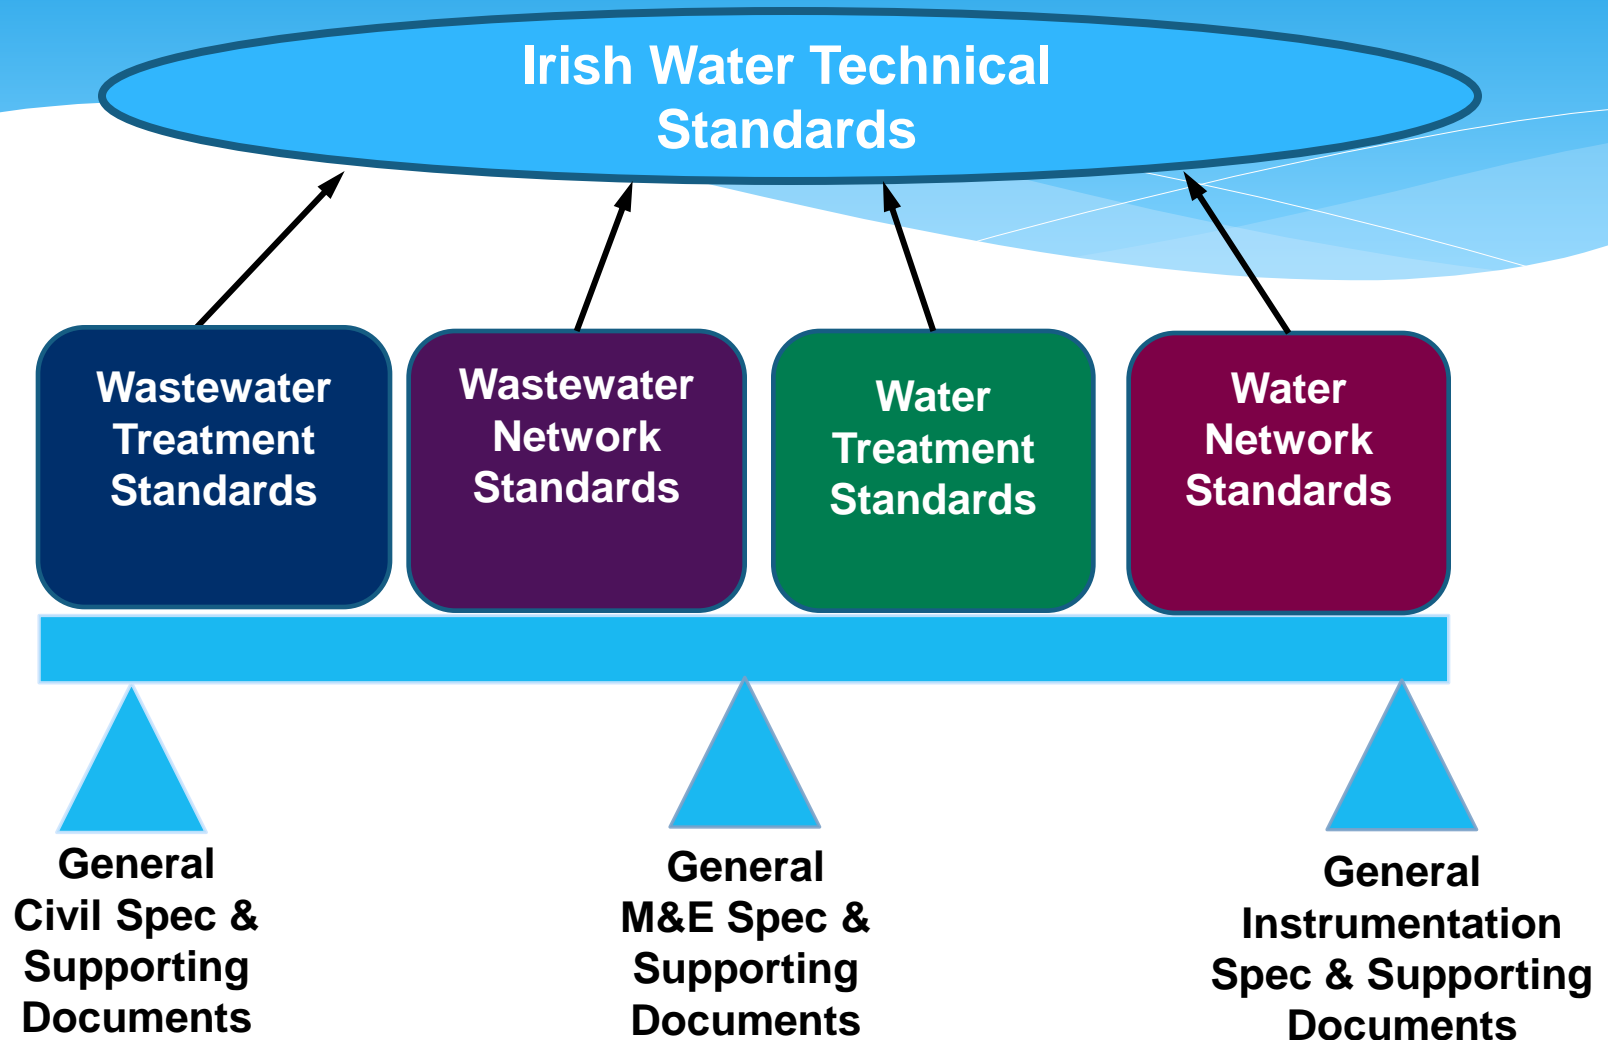 Irish Water Technical
Standards
Wastewater
Treatment
Standards
Wastewater
Network
Standards
Water
Treatment
Standards
Water
Network
Standards
General
Civil Spec &
Supporting
Documents
General
M&E Spec &
Supporting
Documents
General
Instrumentation
Spec & Supporting
Documents